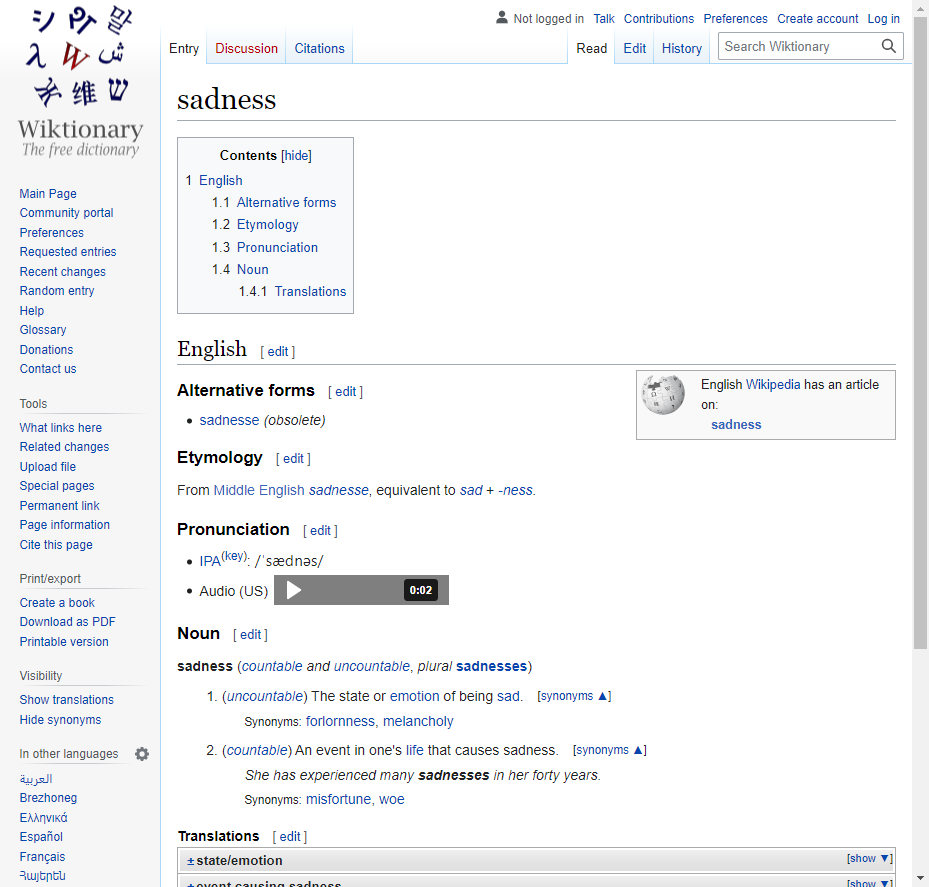 シ ስ 말
λ W ش
维 ש
Wiktionary
The free dictionary
Main Page
Community portal
Preferences
Requested entries
Recent changes
Random entry
Help
Glossary
Donations
Contact us
Tools
What links here
Related changes
Upload file
Special pages
Permanent link
Page information
Cite this page
Print/export
Create a book
Download as PDF
Printable version
Visibility
Show translations
Hide synonyms
In other languages
العربية
Brezhoneg
Ελληνικά
Español
Français
Հայերեն
Not logged in Talk Contributions Preferences Create account Log in
Entry Discussion Citations Read Edit History Search Wiktionary
sadness
Contents [hide]
1 English
1.1 Alternative forms
1.2 Etymology
1.3 Pronunciation
1.4 Noun
1.4.1 Translations
English [ edit ]
English Wikipedia has an article
on:
sadness
Alternative forms [ edit ]
• sadnesse (obsolete)
Etymology [ edit ]
From Middle English sadnesse, equivalent to sad + -ness.
Pronunciation [ edit ]
• IPA(key): /ˈsædnəs/
• Audio (US) 0:02
Noun [ edit ]
sadness (countable and uncountable, plural sadnesses)
1. (uncountable) The state or emotion of being sad. [synonyms ▲]
Synonyms: forlornness, melancholy
2. (countable) An event in one's life that causes sadness. [synonyms ▲]
She has experienced many sadnesses in her forty years.
Synonyms: misfortune, woe
Translations [ edit ]
± state/emotion [show ▼]
± event causing sadness [show ▼]